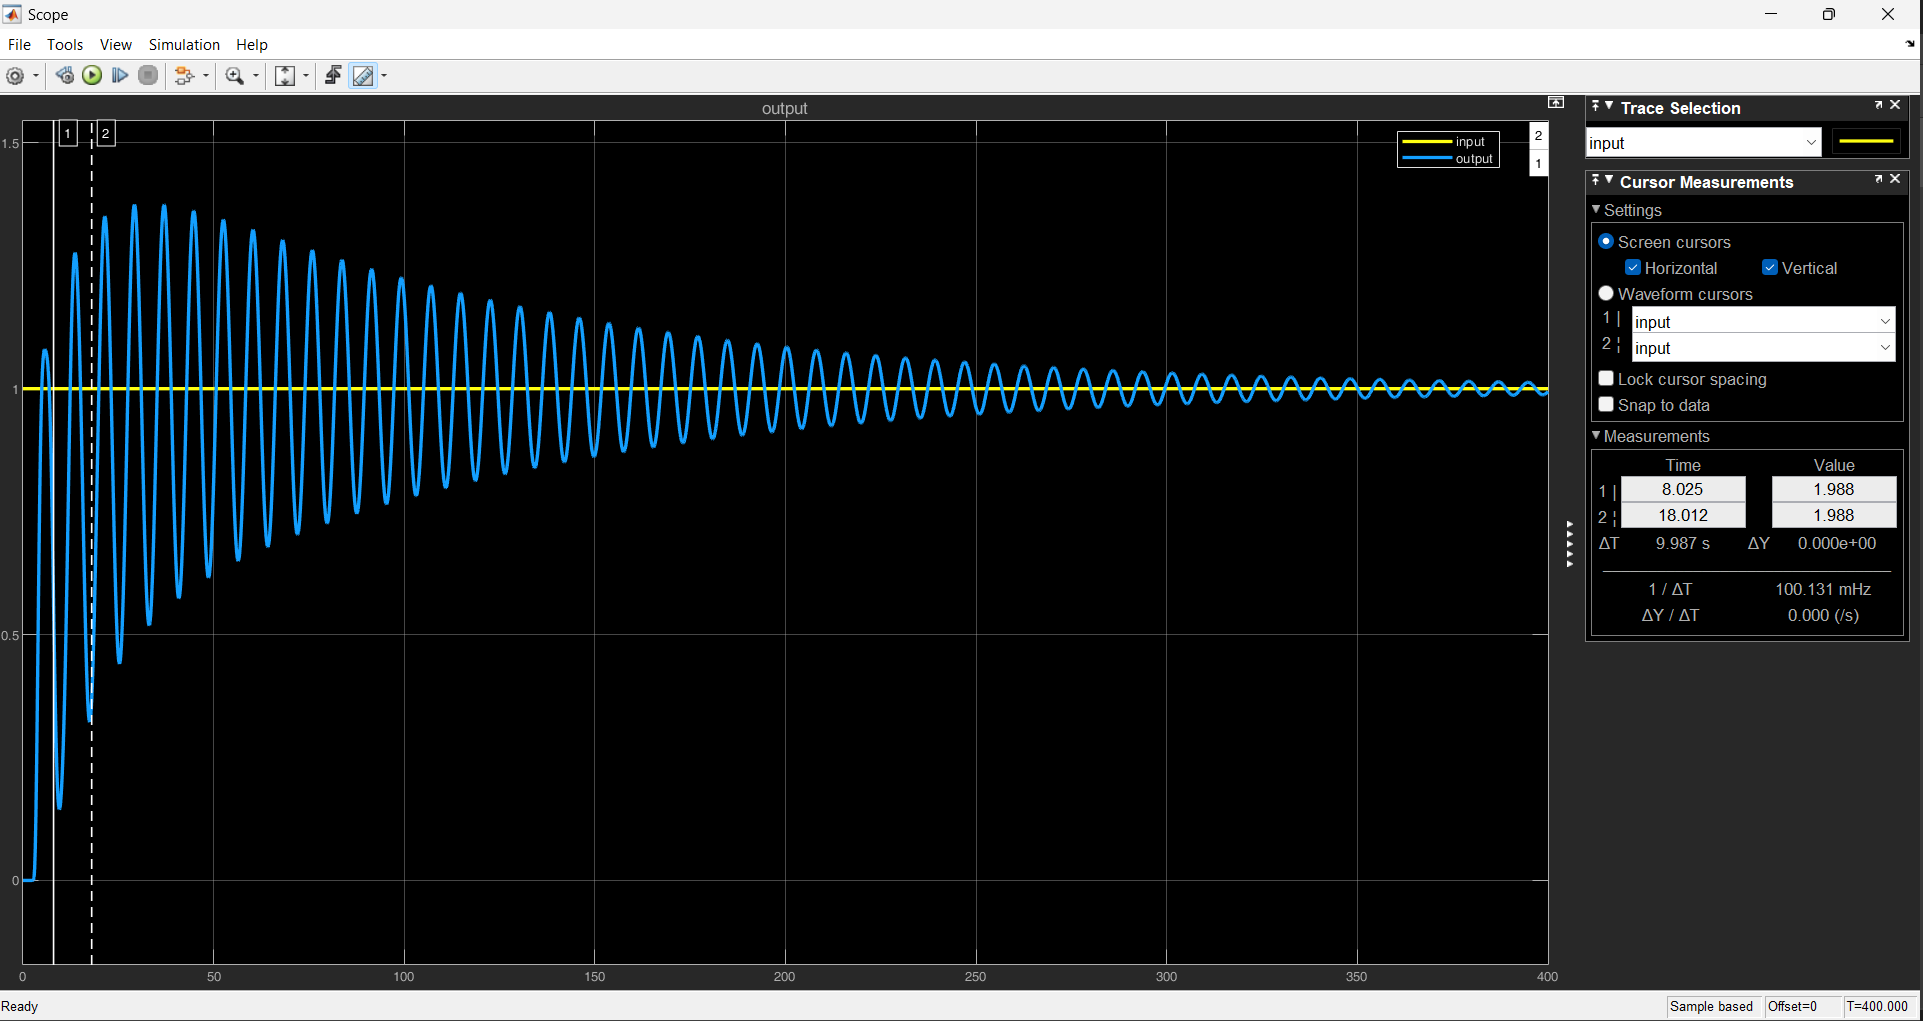 Scope
File Tools View Simulation Help
output
1 2
1.5
1
0.5
0
input
output
2
1
0 50 100 150 200 250 300 350 400
Trace Selection
input
Cursor Measurements
Settings
Screen cursors
Horizontal Vertical
Waveform cursors
1 | input
2 ¦ input
Lock cursor spacing
Snap to data
Measurements
Time Value
1 | 8.025 1.988
2 ¦ 18.012 1.988
ΔT 9.987 s ΔY 0.000e+00
1 / ΔT 100.131 mHz
ΔY / ΔT 0.000 (/s)
Ready
Sample based Offset=0 T=400.000